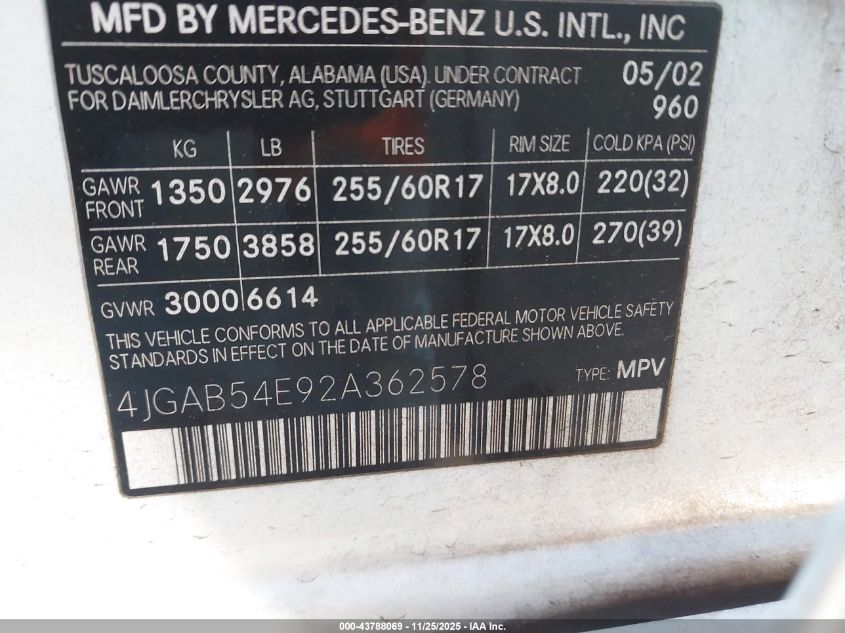 MFD BY MERCEDES-BENZ U.S. INTL., INC
TUSCALOOSA COUNTY, ALABAMA (USA). UNDER CONTRACT 05/02
FOR DAIMLERCHRYSLER AG, STUTTGART (GERMANY) 960
KG LB TIRES RIM SIZE COLD KPA (PSI)
GAWR FRONT 1350 2976 255/60R17 17X8.0 220(32)
GAWR REAR 1750 3858 255/60R17 17X8.0 270(39)
GVWR 3000 6614
THIS VEHICLE CONFORMS TO ALL APPLICABLE FEDERAL MOTOR VEHICLE SAFETY
STANDARDS IN EFFECT ON THE DATE OF MANUFACTURE SHOWN ABOVE.
4JGAB54E92A362578 TYPE: MPV
000-43788069 - 11/25/2025 - IAA Inc.